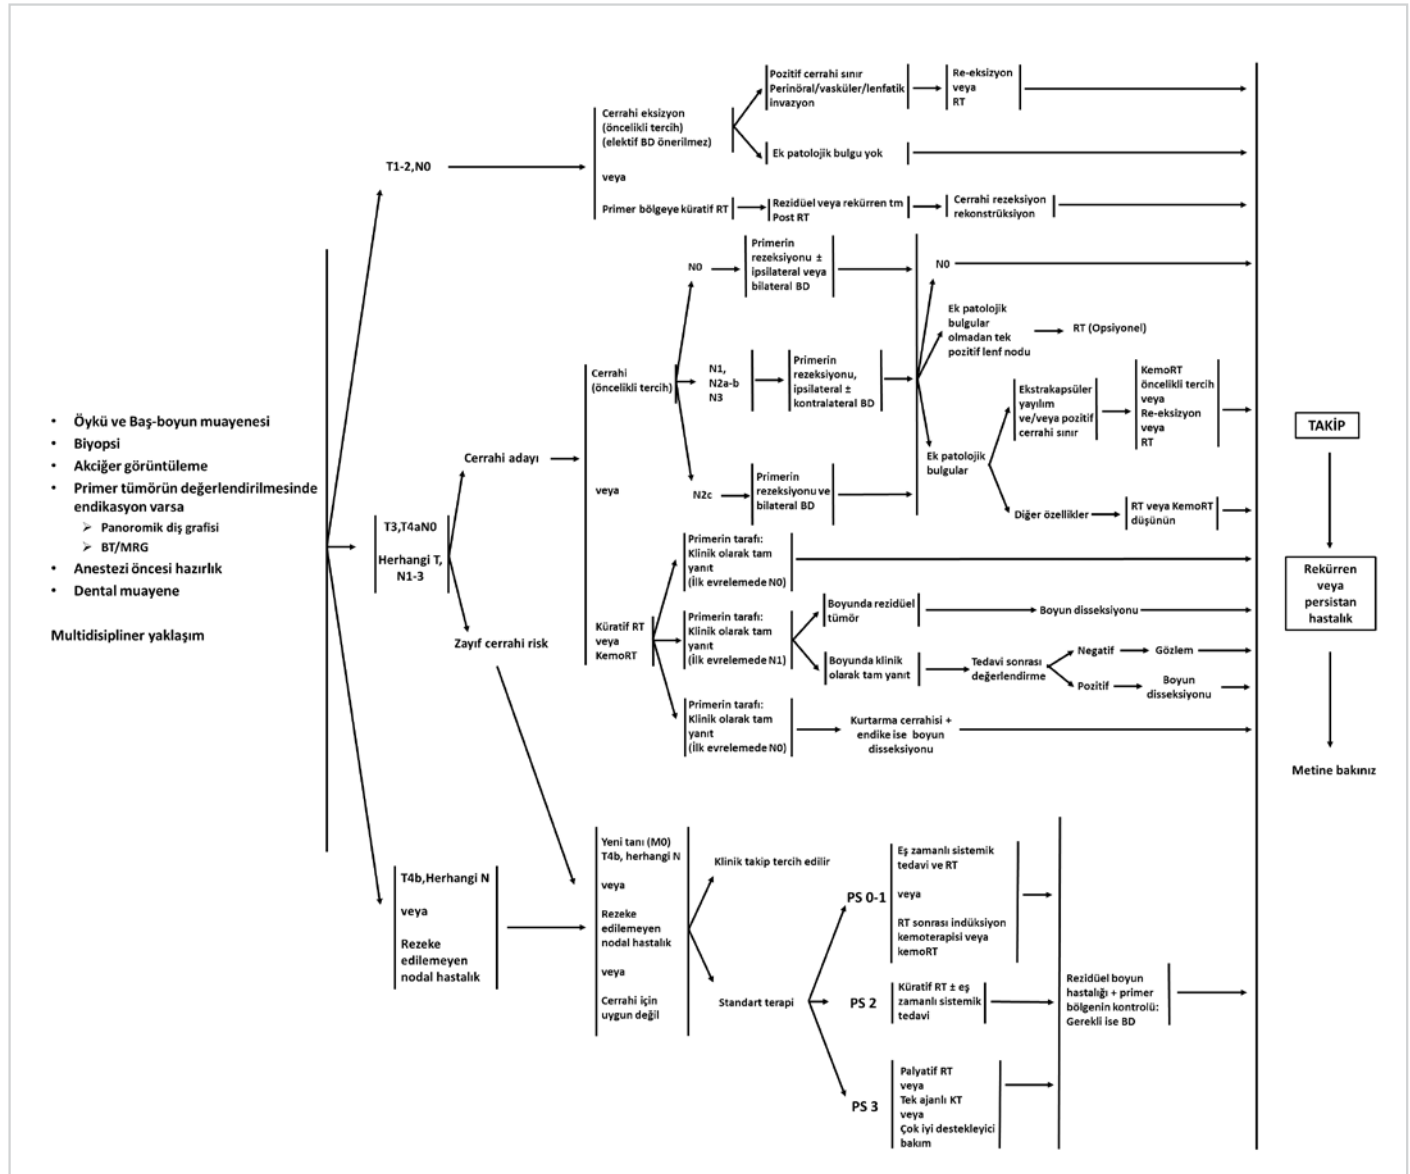 • Öykü ve Baş-boyun muayenesi
• Biyopsi
• Akciğer görüntüleme
• Primer tümörün değerlendirilmesinde
endikasyon varsa
➢ Panoromik diş grafisi
➢ BT/MRG
• Anestezi öncesi hazırlık
• Dental muayene
Multidisipliner yaklaşım
T1-2,N0
Cerrahi eksizyon
(öncelikli tercih)
(elektif BD önerilmez)
veya
Primer bölgeye küratif RT
Pozitif cerrahi sınır
Perinöral/vasküler/lenfatik
invazyon
Re-eksizyon
veya
RT
Ek patolojik bulgu yok
Rezidüel veya rekürren tm
Post RT
Cerrahi rezeksiyon
rekonstrüksiyon
T3,T4aN0
Herhangi T,
N1-3
Cerrahi adayı
Zayıf cerrahi risk
Cerrahi
(öncelikli tercih)
veya
Küratif RT
veya
KemoRT
N0
Primerin
rezeksiyonu ±
ipsilateral veya
bilateral BD
N1,
N2a-b
N3
Primerin
rezeksiyonu,
ipsilateral ±
kontralateral BD
N2c
Primerin
rezeksiyonu ve
bilateral BD
N0
Ek patolojik
bulgular
olmadan tek
pozitif lenf nodu
RT (Opsiyonel)
Ek patolojik
bulgular
Ekstrakapsüler
yayılım
ve/veya pozitif
cerrahi sınır
KemoRT
öncelikli tercih
veya
Re-eksizyon
veya
RT
Diğer özellikler
RT veya KemoRT
düşünün
Primerin tarafı:
Klinik olarak tam
yanıt
(İlk evrelemede N0)
Primerin tarafı:
Klinik olarak tam
yanıt
(İlk evrelemede N1)
Boyunda rezidüel
tümör
Boyun disseksiyonu
Boyunda klinik
olarak tam yanıt
Tedavi sonrası
değerlendirme
Negatif
Gözlem
Pozitif
Boyun
disseksiyonu
Primerin tarafı:
Klinik olarak tam
yanıt
(İlk evrelemede N0)
Kurtarma cerrahisi +
endike ise boyun
disseksiyonu
T4b,Herhangi N
veya
Rezeke
edilemeyen
nodal hastalık
Yeni tanı (M0)
T4b, herhangi N
veya
Rezeke
edilemeyen
nodal hastalık
veya
Cerrahi için
uygun değil
Klinik takip tercih edilir
Standart terapi
PS 0-1
Eş zamanlı sistemik
tedavi ve RT
veya
RT sonrası indüksiyon
kemoterapisi veya
kemoRT
PS 2
Küratif RT ± eş
zamanlı sistemik
tedavi
PS 3
Palyatif RT
veya
Tek ajanlı KT
veya
Çok iyi destekleyici
bakım
Rezidüel boyun
hastalığı + primer
bölgenin kontrolü:
Gerekli ise BD
TAKİP
Rekürren
veya
persistan
hastalık
Metine bakınız